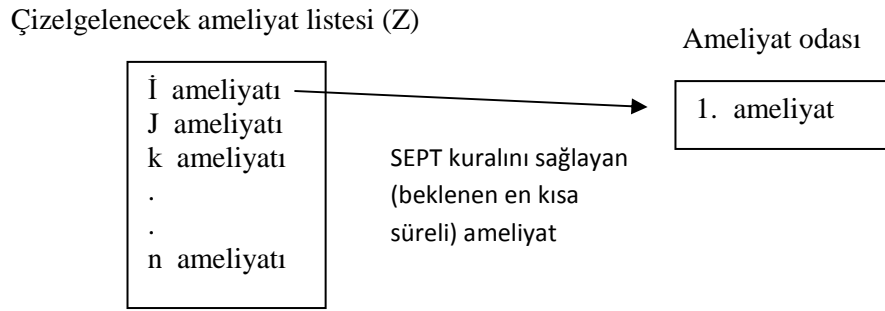 Çizelgelenecek ameliyat listesi (Z)
Ameliyat odası
İ ameliyatı
J ameliyatı
k ameliyatı
.
.
n ameliyatı
SEPT kuralını sağlayan
(beklenen en kısa
süreli) ameliyat
1. ameliyat